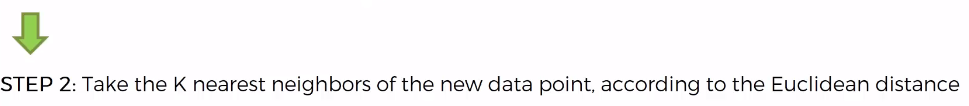 STEP 2: Take the K nearest neighbors of the new data point, according to the Euclidean distance